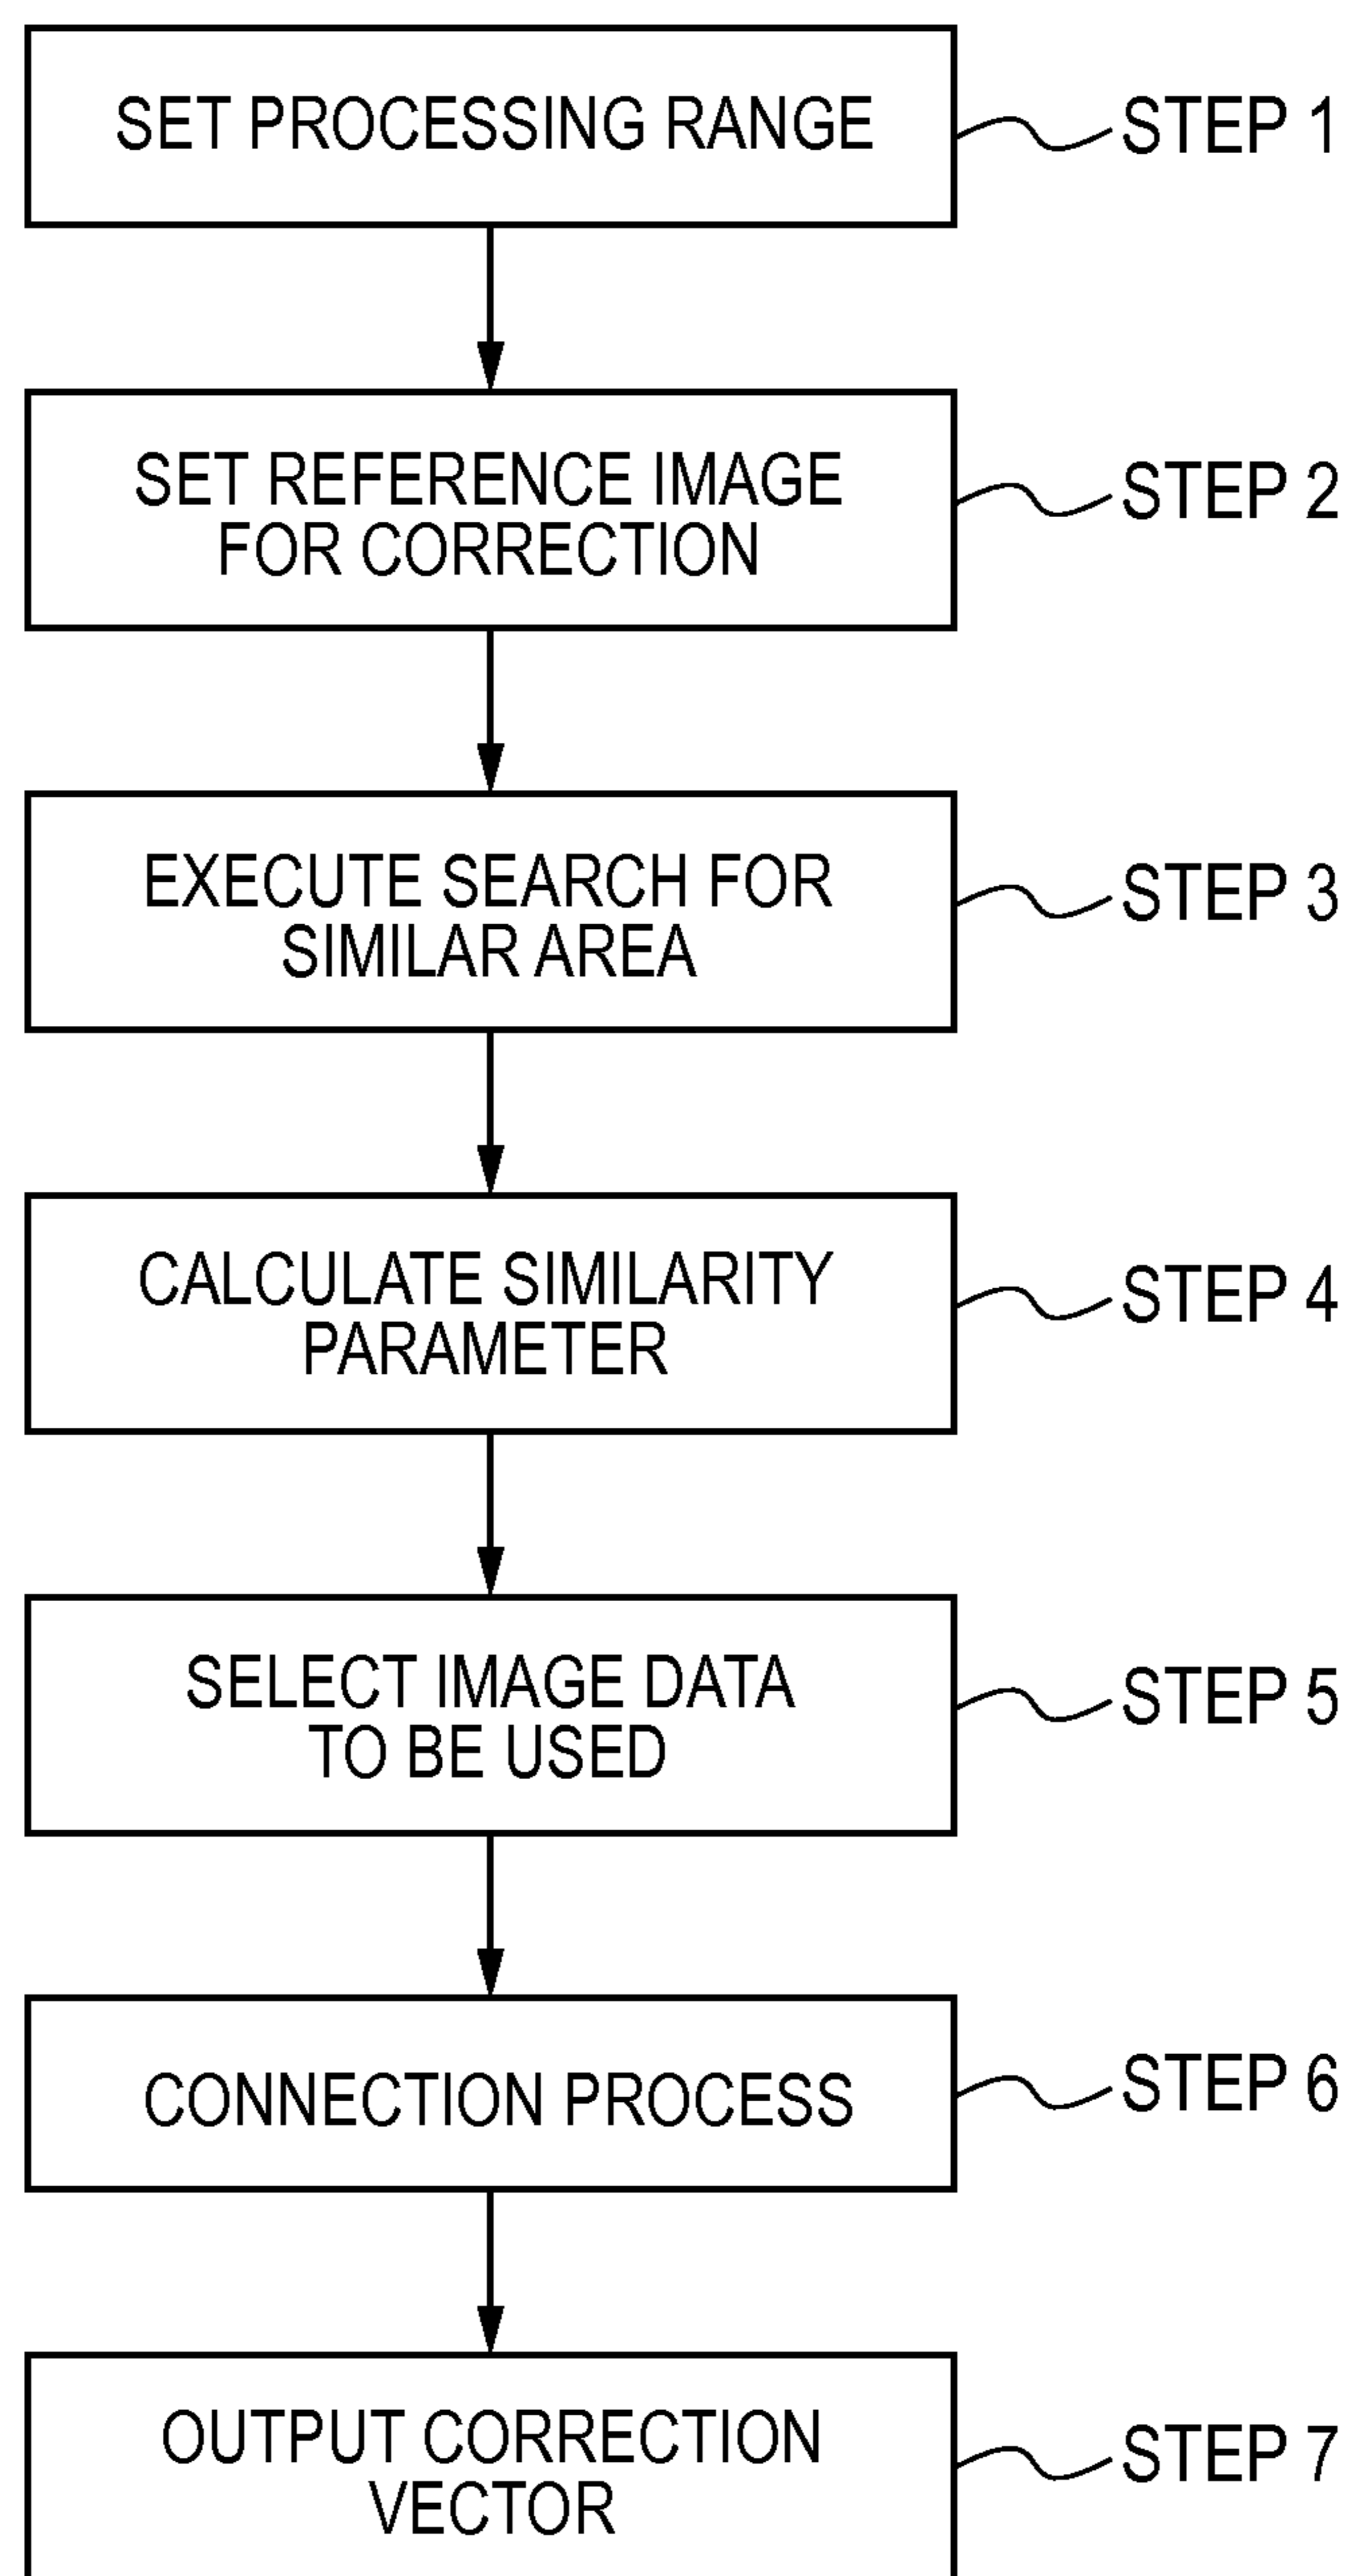 SET PROCESSING RANGE
STEP 1
SET REFERENCE IMAGE
FOR CORRECTION
STEP 2
EXECUTE SEARCH FOR
SIMILAR AREA
STEP 3
CALCULATE SIMILARITY
PARAMETER
STEP 4
SELECT IMAGE DATA
TO BE USED
STEP 5
CONNECTION PROCESS
STEP 6
OUTPUT CORRECTION
VECTOR
STEP 7